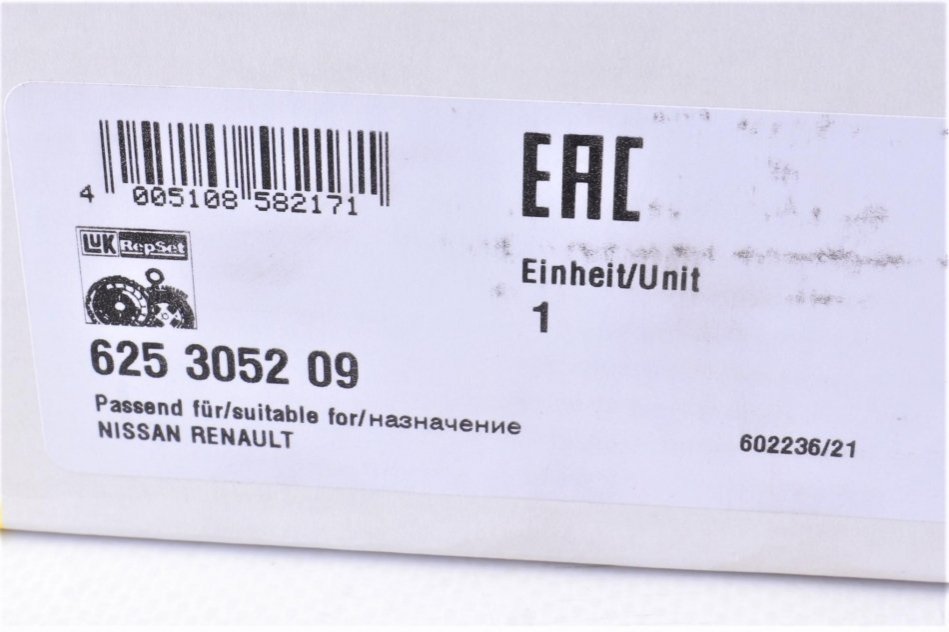 4 005108 582171
EAC
LuK RepSet
Einheit/Unit
1
625 3052 09
Passend für/suitable for/назначение
NISSAN RENAULT
602236/21